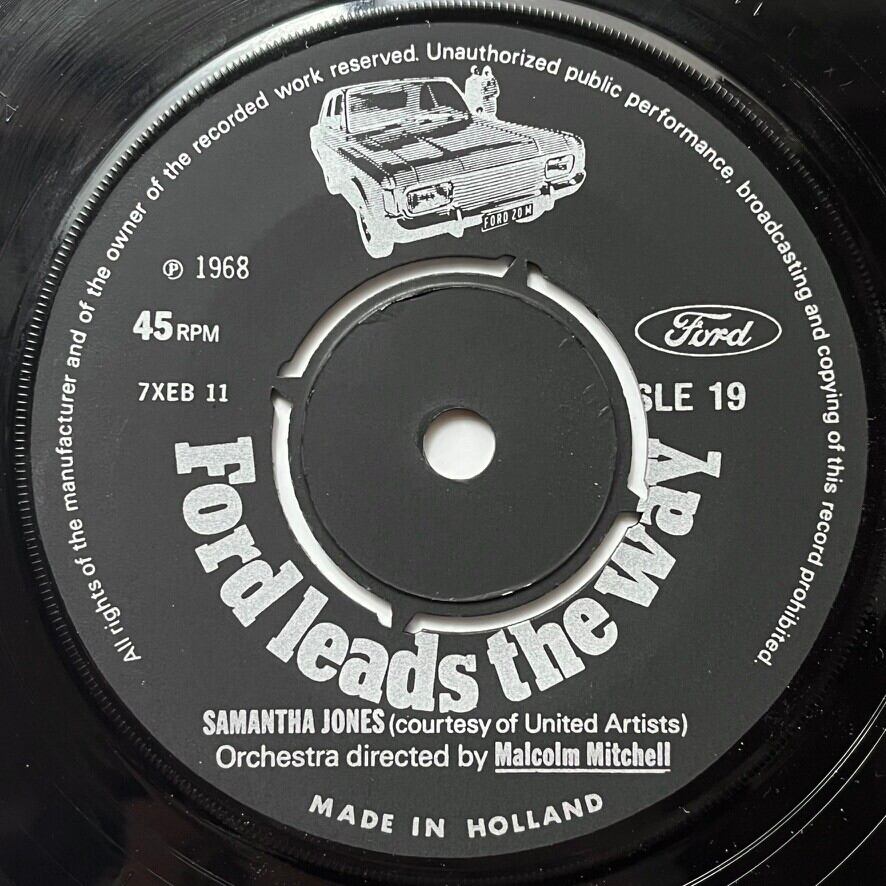 All rights of the manufacturer and of the owner of the recorded work reserved. Unauthorized public performance, broadcasting and copying of this record prohibited.
FORD 20 M
℗ 1968
45 RPM
Ford
7XEB 11
SLE 19
Ford leads the way
SAMANTHA JONES (courtesy of United Artists)
Orchestra directed by Malcolm Mitchell
MADE IN HOLLAND